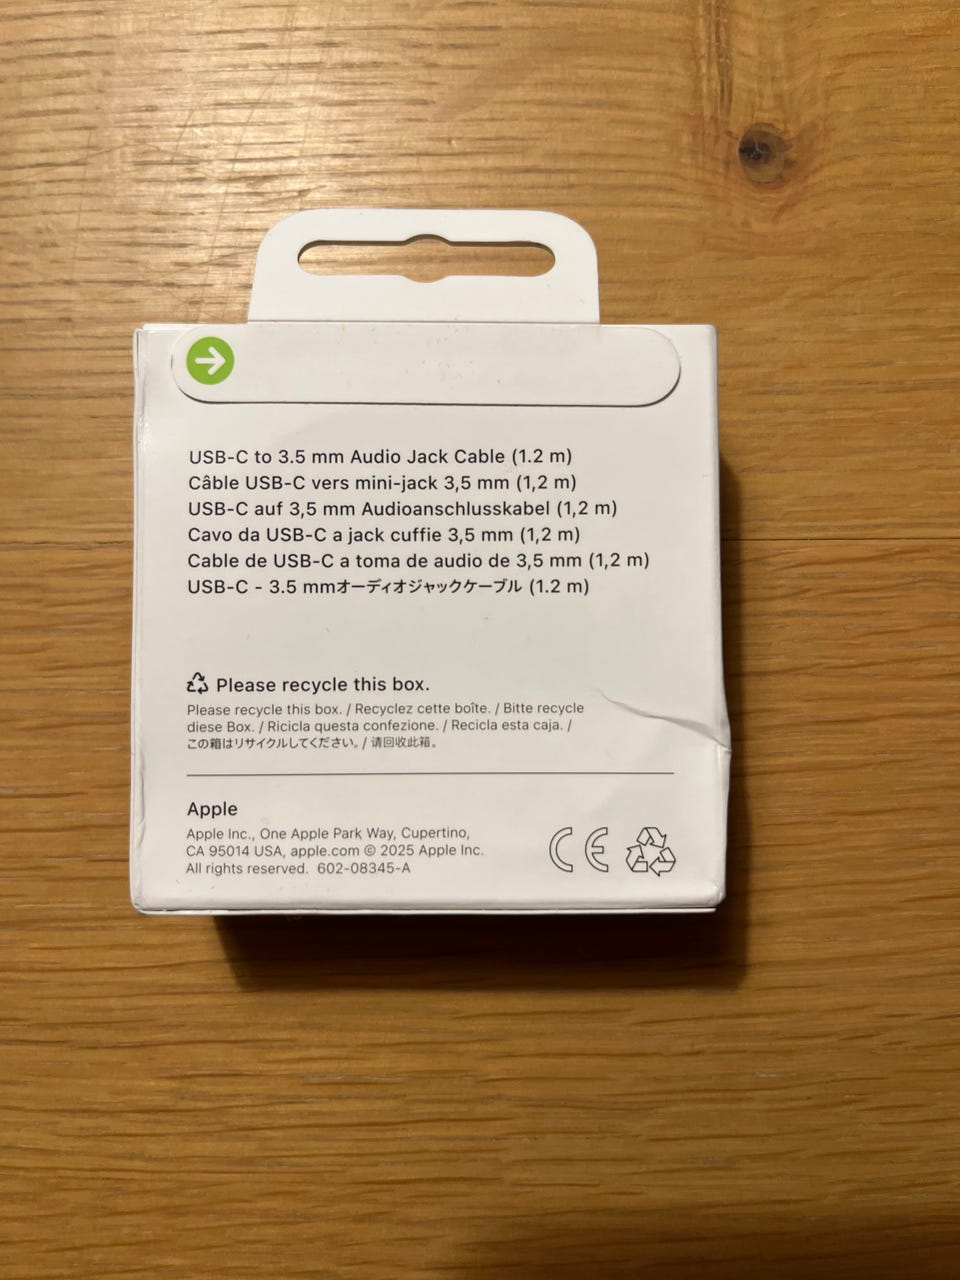 USB-C to 3.5 mm Audio Jack Cable (1.2 m)
Câble USB-C vers mini-jack 3,5 mm (1,2 m)
USB-C auf 3,5 mm Audioanschlusskabel (1,2 m)
Cavo da USB-C a jack cuffie 3,5 mm (1,2 m)
Cable de USB-C a toma de audio de 3,5 mm (1,2 m)
USB-C - 3.5 mmオーディオジャックケーブル (1.2 m)
Please recycle this box.
Please recycle this box. / Recyclez cette boîte. / Bitte recycle
diese Box. / Ricicla questa confezione. / Recicla esta caja. /
この箱はリサイクルしてください。/ 请回收此箱。
Apple
Apple Inc., One Apple Park Way, Cupertino,
CA 95014 USA, apple.com © 2025 Apple Inc.
All rights reserved. 602-08345-A
CE